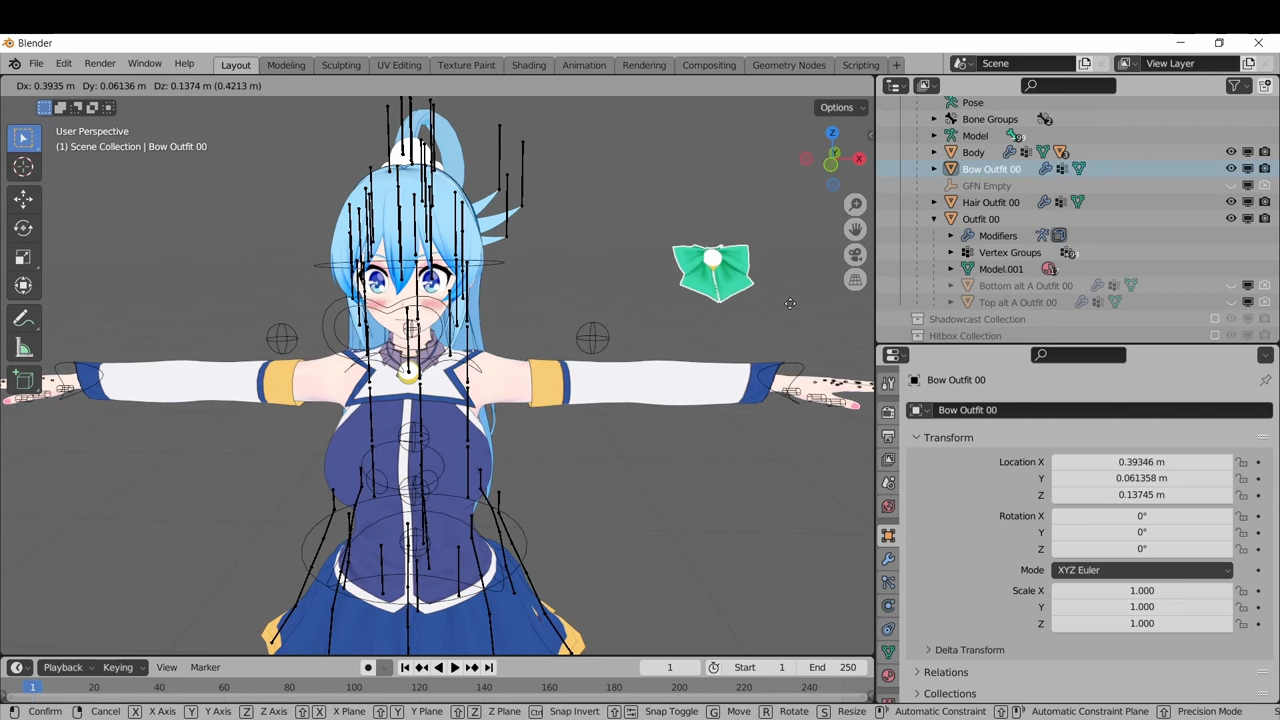 Blender
File Edit Render Window Help Layout Modeling Sculpting UV Editing Texture Paint Shading Animation Rendering Compositing Geometry Nodes Scripting + Scene View Layer
Dx: 0.3935 m Dy: 0.06136 m Dz: 0.1374 m (0.4213 m)
Options
User Perspective
(1) Scene Collection | Bow Outfit 00
Z
Y
X
Pose
Bone Groups
Model
Body
Bow Outfit 00
GFN Empty
Hair Outfit 00
Outfit 00
Modifiers
Vertex Groups
Model.001
Bottom alt A Outfit 00
Top alt A Outfit 00
Shadowcast Collection
Hitbox Collection
Bow Outfit 00
Bow Outfit 00
Transform
Location X 0.39346 m
Y 0.061358 m
Z 0.13745 m
Rotation X 0°
Y 0°
Z 0°
Mode XYZ Euler
Scale X 1.000
Y 1.000
Z 1.000
Delta Transform
Relations
Collections
Playback Keying View Marker 1 Start 1 End 250
1 20 40 60 80 100 120 140 160 180 200 220 240
Confirm Cancel X X Axis Y Y Axis Z Z Axis X X Plane Y Y Plane Z Z Plane Ctrl Snap Invert Snap Toggle G Move R Rotate S Resize Automatic Constraint Automatic Constraint Plane Precision Mode